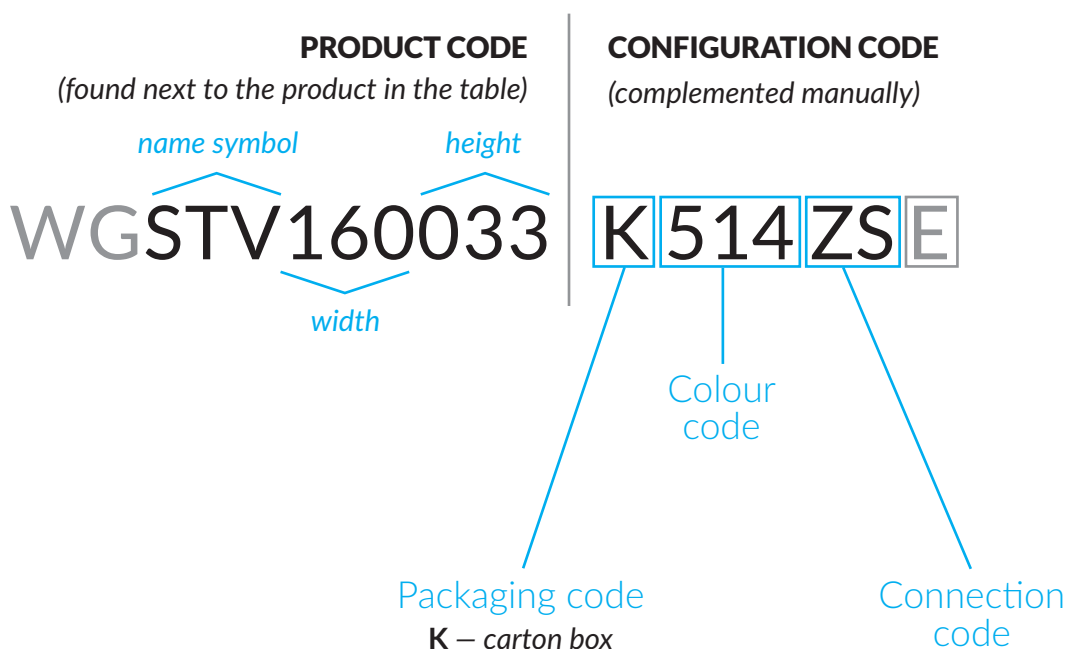 PRODUCT CODE
(found next to the product in the table)
CONFIGURATION CODE
(complemented manually)
name symbol
height
WGSTV160033 K514ZSE
width
Colour
code
Packaging code
K – carton box
Connection
code